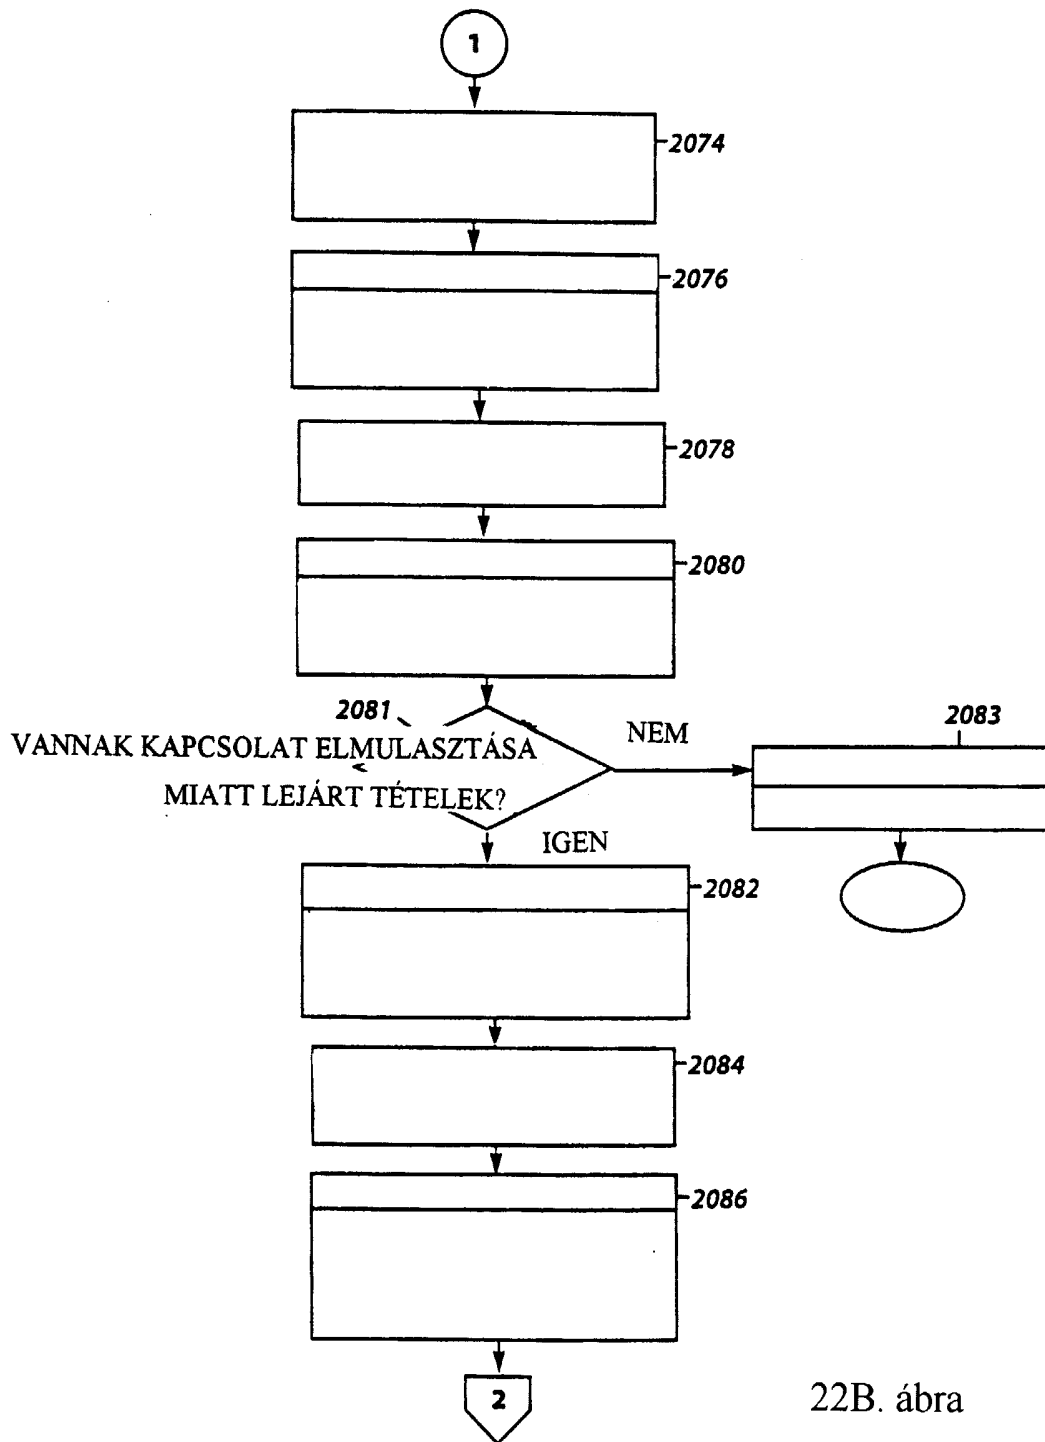 1
2074
2076
2078
2080
2081
VANNAK KAPCSOLAT ELMULASZTÁSA
MIATT LEJÁRT TÉTELEK?
NEM
2083
IGEN
2082
2084
2086
2
22B. ábra